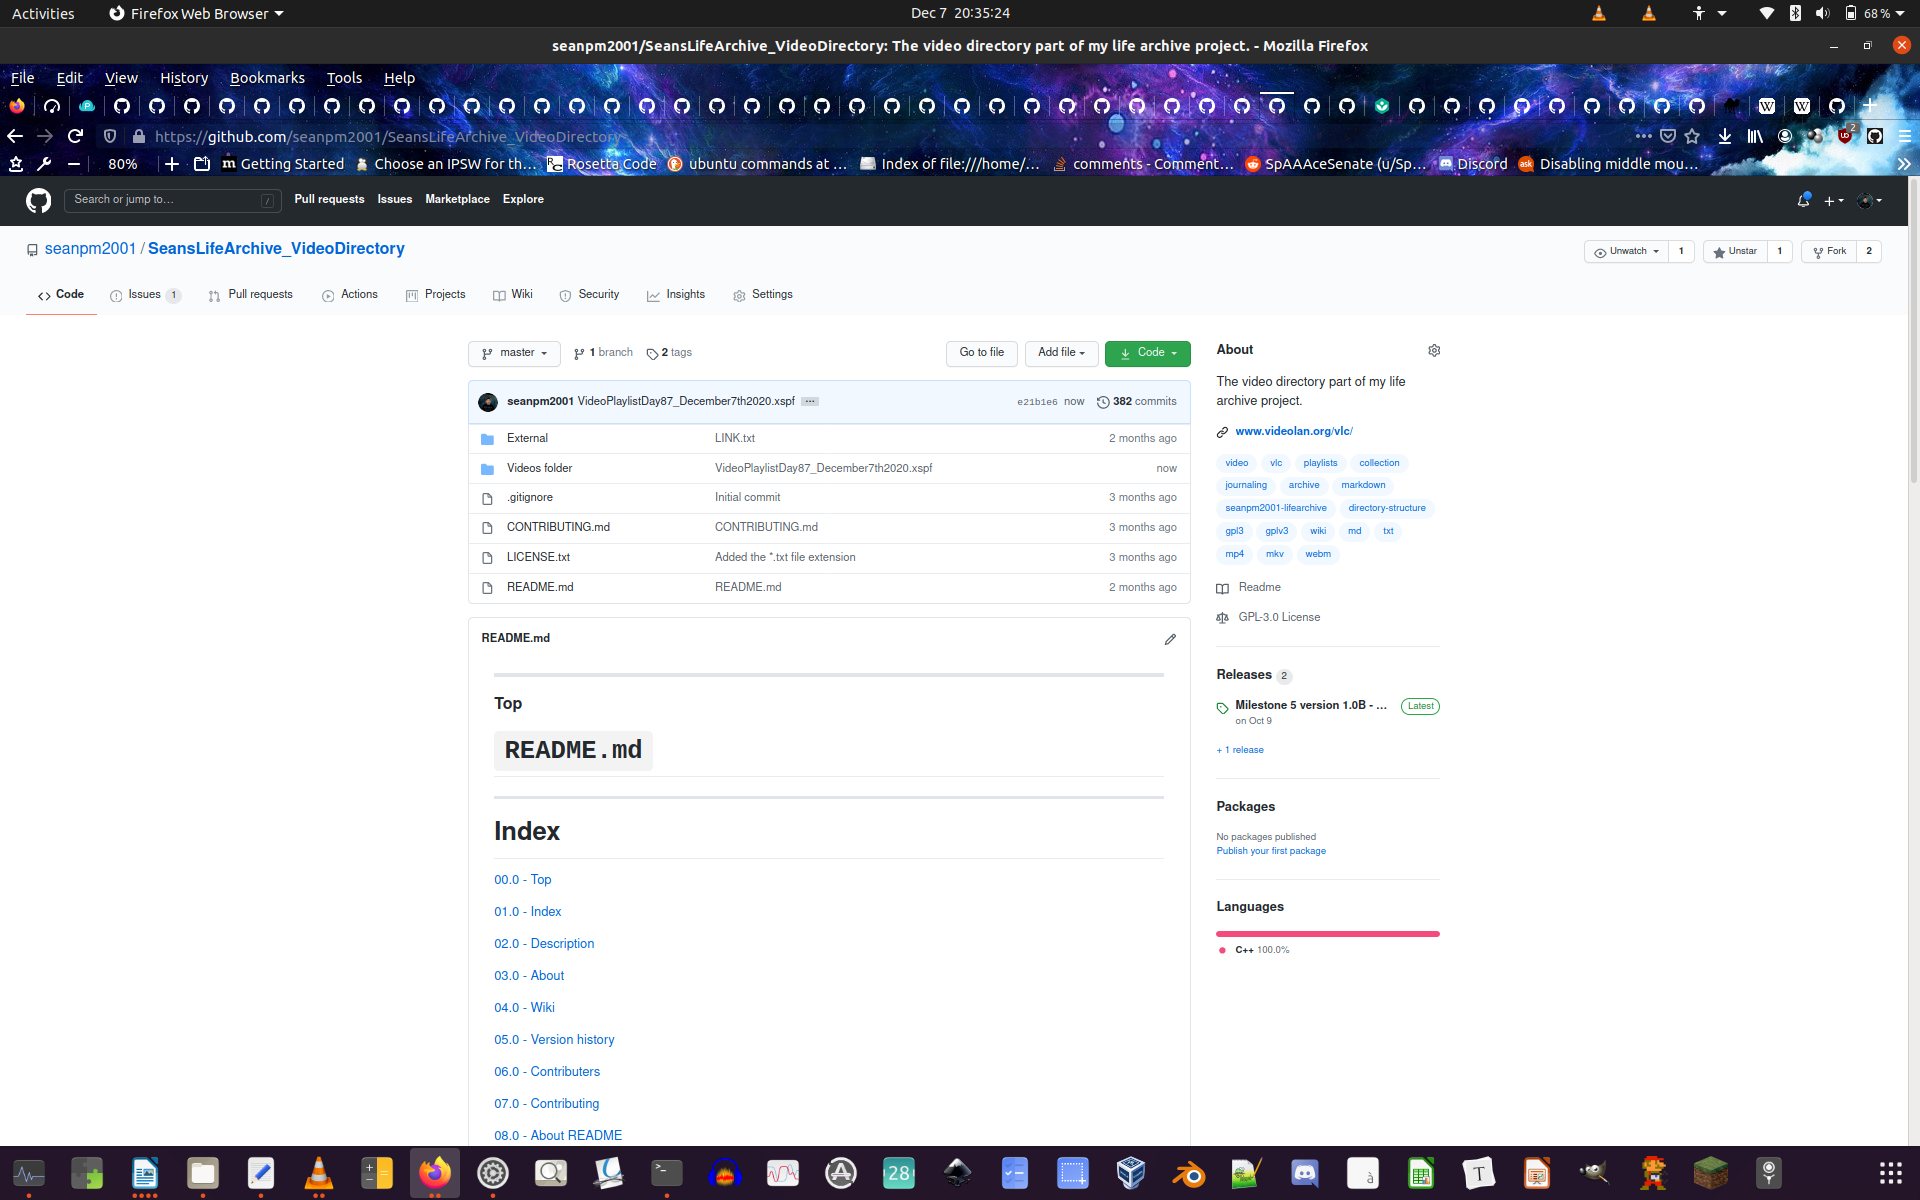 Activities Firefox Web Browser Dec 7 20:35:24 68 %
seanpm2001/SeansLifeArchive_VideoDirectory: The video directory part of my life archive project. - Mozilla Firefox
File Edit View History Bookmarks Tools Help
https://github.com/seanpm2001/SeansLifeArchive_VideoDirectory
80% Getting Started Choose an IPSW for th… Rosetta Code ubuntu commands at … Index of file:///home/… comments - Comment… SpAAAceSenate (u/Sp… Discord Disabling middle mou…
Search or jump to… / Pull requests Issues Marketplace Explore
seanpm2001 / SeansLifeArchive_VideoDirectory Unwatch 1 Unstar 1 Fork 2
Code Issues 1 Pull requests Actions Projects Wiki Security Insights Settings
master 1 branch 2 tags Go to file Add file Code
seanpm2001 VideoPlaylistDay87_December7th2020.xspf ... e21b1e6 now 382 commits
External LINK.txt 2 months ago
Videos folder VideoPlaylistDay87_December7th2020.xspf now
.gitignore Initial commit 3 months ago
CONTRIBUTING.md CONTRIBUTING.md 3 months ago
LICENSE.txt Added the *.txt file extension 3 months ago
README.md README.md 2 months ago
README.md
Top
README.md
Index
00.0 - Top
01.0 - Index
02.0 - Description
03.0 - About
04.0 - Wiki
05.0 - Version history
06.0 - Contributers
07.0 - Contributing
08.0 - About README
About
The video directory part of my life
archive project.
www.videolan.org/vlc/
video vlc playlists collection
journaling archive markdown
seanpm2001-lifearchive directory-structure
gpl3 gplv3 wiki md txt
mp4 mkv webm
Readme
GPL-3.0 License
Releases 2
Milestone 5 version 1.0B - … Latest
on Oct 9
+ 1 release
Packages
No packages published
Publish your first package
Languages
C++ 100.0%
28